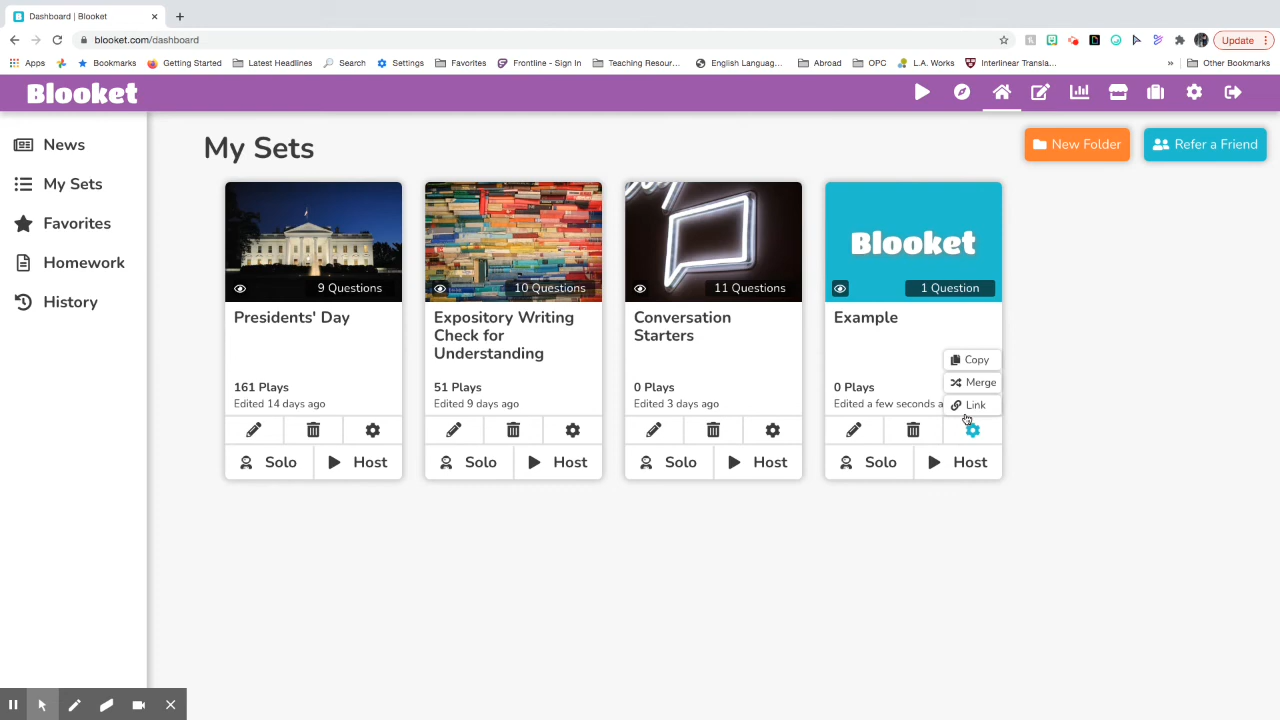 Dashboard | Blooket
blooket.com/dashboard
Update
Apps
Bookmarks
Getting Started
Latest Headlines
Search
Settings
Favorites
Frontline - Sign In
Teaching Resour...
English Languag...
Abroad
OPC
L.A. Works
Interlinear Transla...
»
Other Bookmarks
Blooket
News
My Sets
Favorites
Homework
History
My Sets
New Folder
Refer a Friend
9 Questions
Presidents' Day
161 Plays
Edited 14 days ago
Solo
Host
10 Questions
Expository Writing
Check for
Understanding
51 Plays
Edited 9 days ago
Solo
Host
11 Questions
Conversation
Starters
0 Plays
Edited 3 days ago
Solo
Host
Blooket
1 Question
Example
0 Plays
Edited a few seconds a
Copy
Merge
Link
Solo
Host